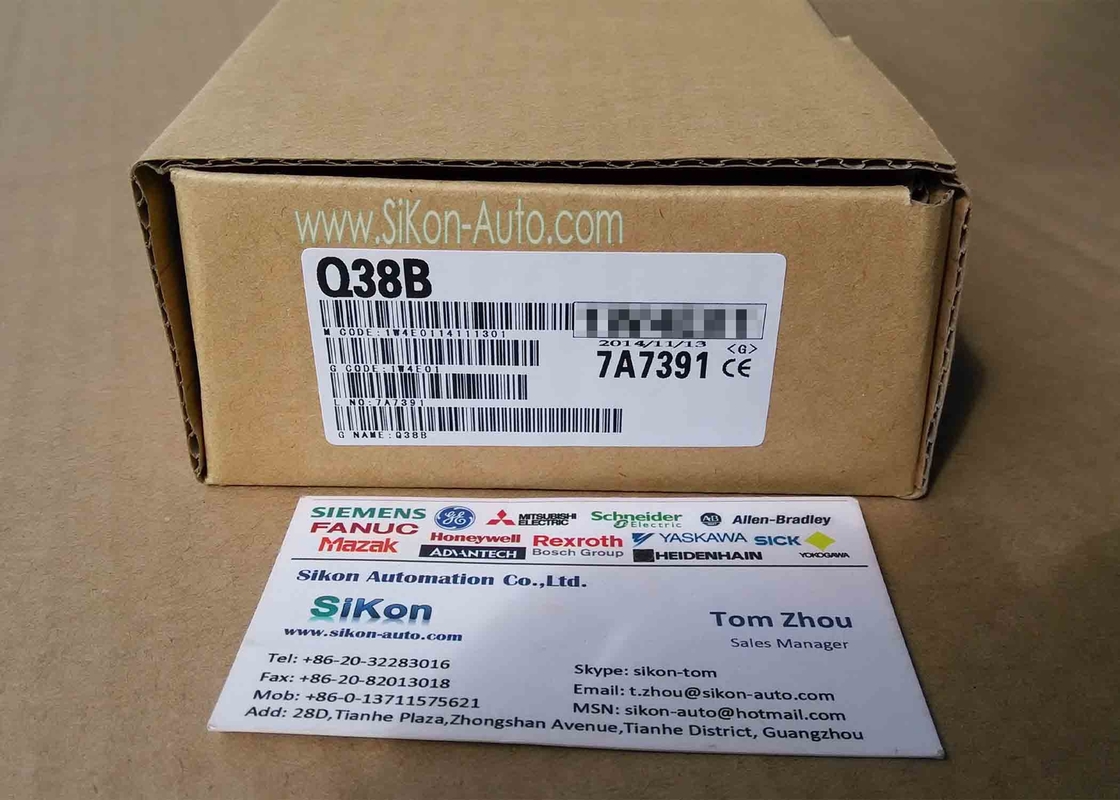 www.SiKon-Auto.com
Q38B
M CODE:1W4E0114111301
2014/11/13 <G>
G CODE:1W4E01
7A7391 CE
L NO:7A7391
G NAME:Q38B
SIEMENS GE MITSUBISHI ELECTRIC Schneider Electric AB Allen-Bradley
FANUC Honeywell Rexroth YASKAWA SICK
Mazak ADVANTECH Bosch Group HEIDENHAIN YOKOGAWA
Sikon Automation Co.,Ltd.
SiKon
www.sikon-auto.com
Tom Zhou
Sales Manager
Tel: +86-20-32283016
Fax: +86-20-82013018
Mob: +86-0-13711575621
Add: 28D,Tianhe Plaza,Zhongshan Avenue,Tianhe District, Guangzhou
Skype: sikon-tom
Email: t.zhou@sikon-auto.com
MSN: sikon-auto@hotmail.com